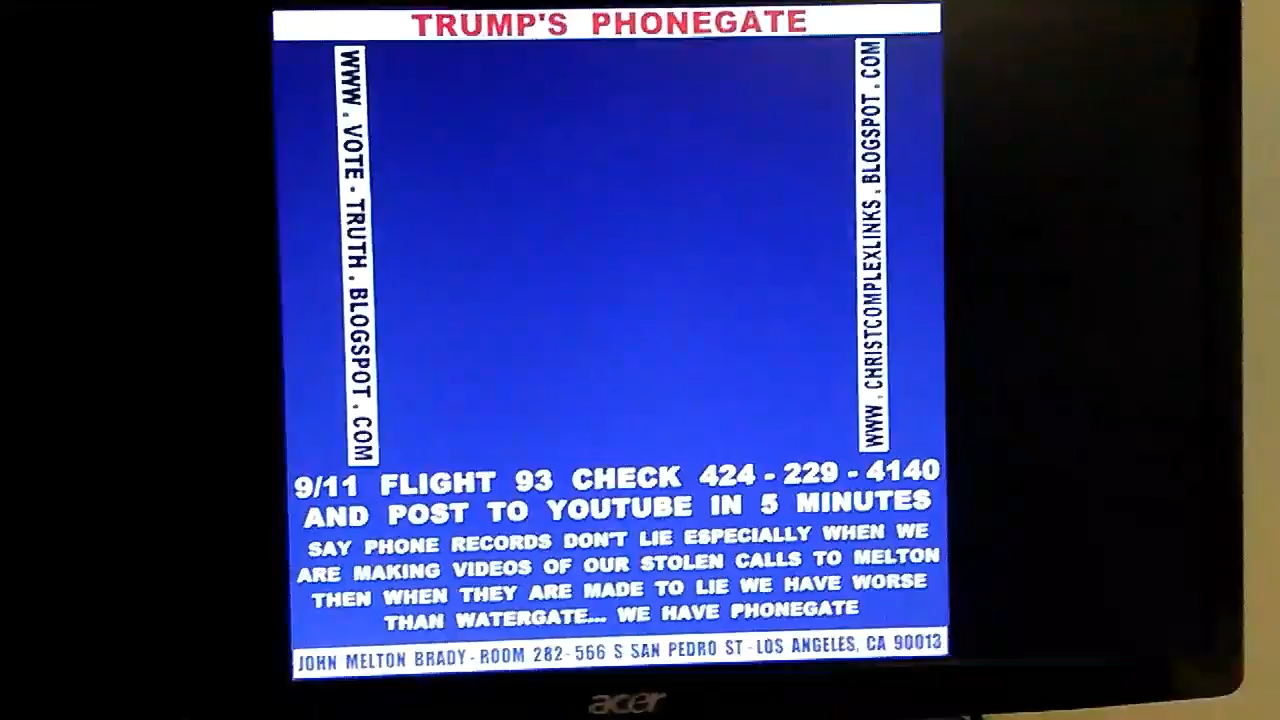 TRUMP'S PHONEGATE
WWW. VOTE - TRUTH . BLOGSPOT . COM
WWW . CHRISTCOMPLEXLINKS . BLOGSPOT . COM
9/11 FLIGHT 93 CHECK 424 - 229 - 4140
AND POST TO YOUTUBE IN 5 MINUTES
SAY PHONE RECORDS DON'T LIE ESPECIALLY WHEN WE
ARE MAKING VIDEOS OF OUR STOLEN CALLS TO MELTON
THEN WHEN THEY ARE MADE TO LIE WE HAVE WORSE
THAN WATERGATE... WE HAVE PHONEGATE
JOHN MELTON BRADY - ROOM 282 - 566 S SAN PEDRO ST - LOS ANGELES, CA 90013
acer